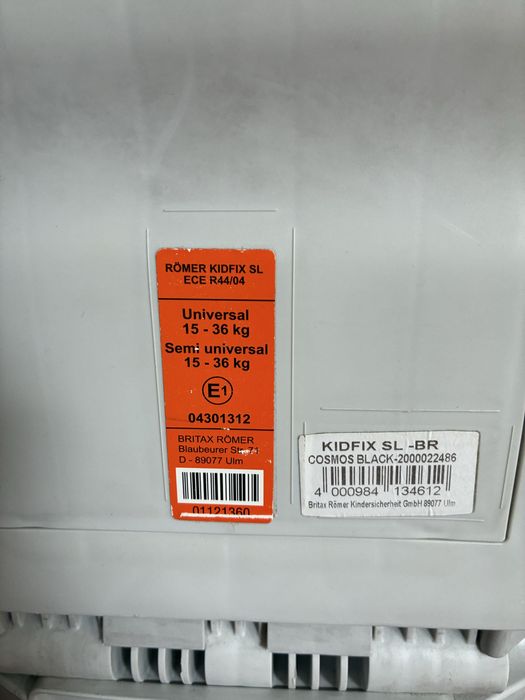 RÖMER KIDFIX SL
ECE R44/04
Universal
15 - 36 kg
Semi universal
15 - 36 kg
E1
04301312
BRITAX RÖMER
Blaubeurer
D - 89077 Ulm
01121360
KIDFIX SL -BR
COSMOS BLACK-2000022486
4 000984 134612
Britax Römer Kindersicherheit GmbH 89077 Ulm